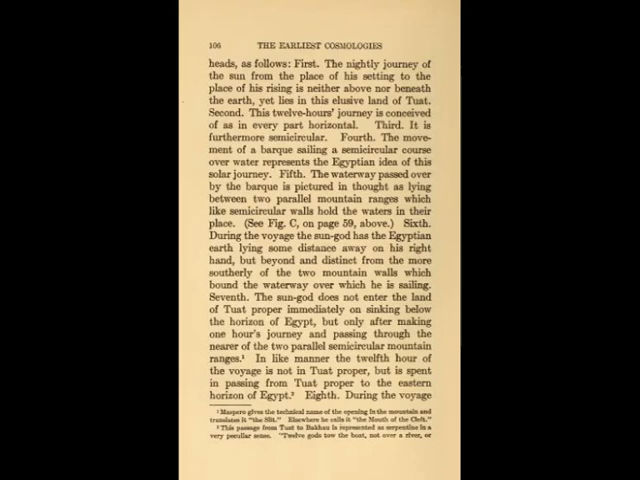 106 THE EARLIEST COSMOLOGIES
heads, as follows: First. The nightly journey of
the sun from the place of his setting to the
place of his rising is neither above nor beneath
the earth, yet lies in this elusive land of Tuat.
Second. This twelve-hours' journey is conceived
of as in every part horizontal. Third. It is
furthermore semicircular. Fourth. The move-
ment of a barque sailing a semicircular course
over water represents the Egyptian idea of this
solar journey. Fifth. The waterway passed over
by the barque is pictured in thought as lying
between two parallel mountain ranges which
like semicircular walls hold the waters in their
place. (See Fig. C, on page 59, above.) Sixth.
During the voyage the sun-god has the Egyptian
earth lying some distance away on his right
hand, but beyond and distinct from the more
southerly of the two mountain walls which
bound the waterway over which he is sailing.
Seventh. The sun-god does not enter the land
of Tuat proper immediately on sinking below
the horizon of Egypt, but only after making
one hour's journey and passing through the
nearer of the two parallel semicircular mountain
ranges.¹ In like manner the twelfth hour of
the voyage is not in Tuat proper, but is spent
in passing from Tuat proper to the eastern
horizon of Egypt.² Eighth. During the voyage
¹ Maspero gives the technical name of the opening in the mountain and
translates it "the Slit." Elsewhere he calls it "the Mouth of the Cleft."
² This passage from Tuat to Bakhau is represented as serpentine in a
very peculiar sense. "Twelve gods tow the boat, not over a river, or